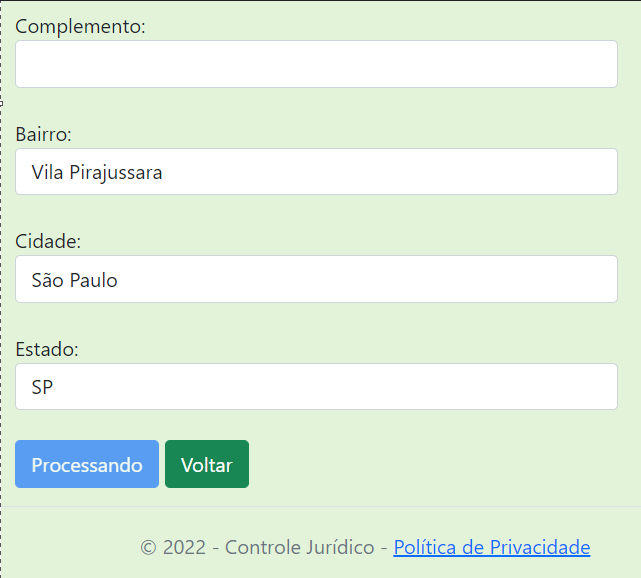 Complemento:
Bairro:
Vila Pirajussara
Cidade:
São Paulo
Estado:
SP
Processando Voltar
© 2022 - Controle Jurídico - Política de Privacidade